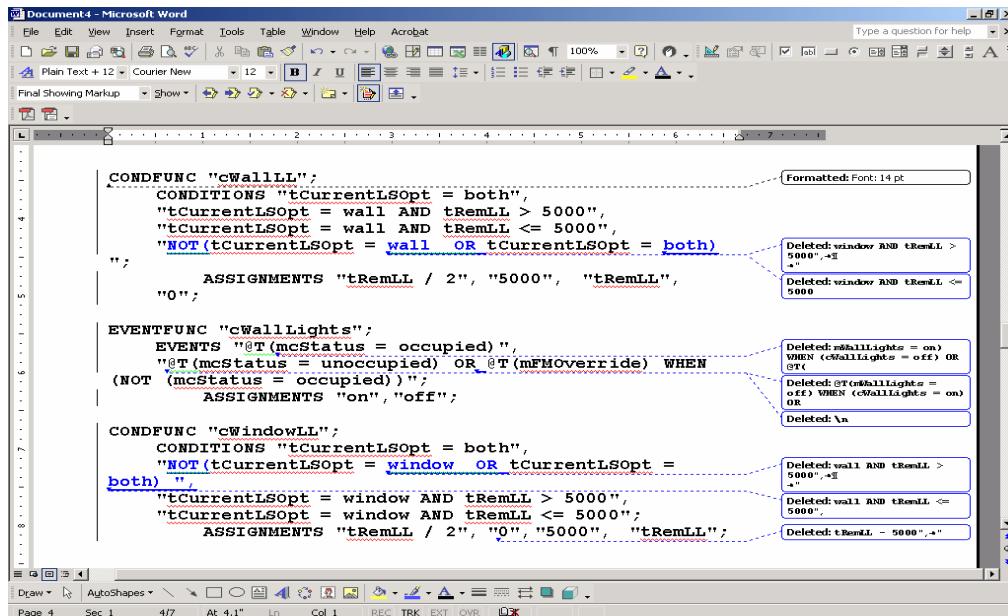 Document4 - Microsoft Word
File Edit View Insert Format Tools Table Window Help Acrobat
Type a question for help
100%
Plain Text + 12 Courier New 12 B I U
Final Showing Markup Show
1 2 3 4 5 6 7
CONDFUNC "cWallLL";
Formatted: Font: 14 pt
CONDITIONS "tCurrentLSOpt = both",
"tCurrentLSOpt = wall AND tRemLL > 5000",
"tCurrentLSOpt = wall AND tRemLL <= 5000",
"NOT(tCurrentLSOpt = wall OR tCurrentLSOpt = both)
";
Deleted: window AND tRemLL >
5000",→¶
→"
Deleted: window AND tRemLL <=
5000
ASSIGNMENTS "tRemLL / 2", "5000", "tRemLL",
"0";
EVENTFUNC "cWallLights";
EVENTS "@T(mcStatus = occupied)",
"@T(mcStatus = unoccupied) OR @T(mFMOverride) WHEN
(NOT (mcStatus = occupied))";
ASSIGNMENTS "on","off";
Deleted: mWallLights = on)
WHEN (cWallLights = off) OR
@T(
Deleted: @T(mWallLights =
off) WHEN (cWallLights = on)
OR
Deleted: \n
CONDFUNC "cWindowLL";
CONDITIONS "tCurrentLSOpt = both",
"NOT(tCurrentLSOpt = window OR tCurrentLSOpt =
both) ",
"tCurrentLSOpt = window AND tRemLL > 5000",
"tCurrentLSOpt = window AND tRemLL <= 5000";
ASSIGNMENTS "tRemLL / 2", "0","5000", "tRemLL";
Deleted: wall AND tRemLL >
5000",→¶
→"
Deleted: wall AND tRemLL <=
5000",
Deleted: tRemLL - 5000",→"
Draw AutoShapes
Page 4 Sec 1 4/7 At 4.1" Ln Col 1 REC TRK EXT OVR